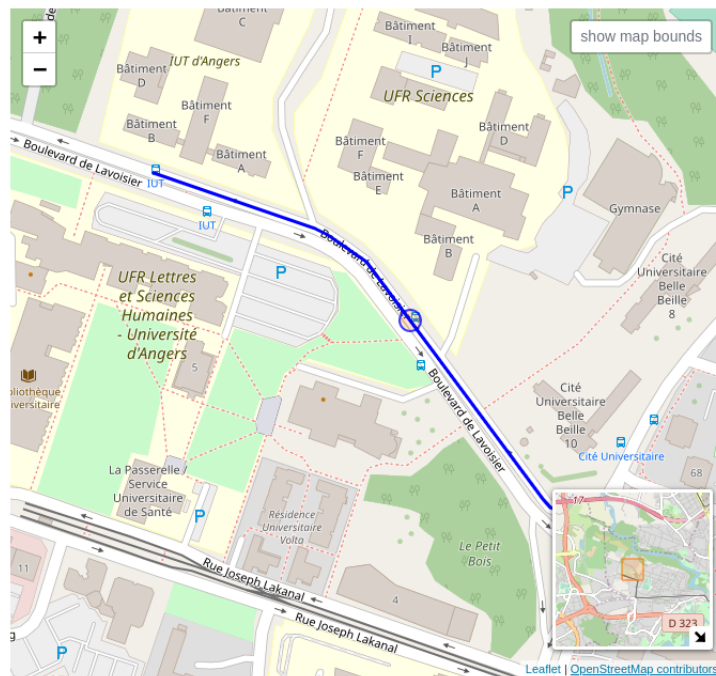 +
−
show map bounds
Bâtiment
C
Bâtiment
I
Bâtiment
J
P
IUT d'Angers
Bâtiment
D
Bâtiment
F
Bâtiment
B
Bâtiment
A
UFR Sciences
Bâtiment
D
Bâtiment
F
Bâtiment
E
Bâtiment
A
Bâtiment
B
P
Gymnase
Boulevard de Lavoisier
IUT
IUT
Boulevard de Lavoisier
P
UFR Lettres
et Sciences
Humaines
- Université
d'Angers
Cité
Universitaire
Belle
Beille
8
5
bliothèque
iversitaire
Boulevard de Lavoisier
Cité
Universitaire
Belle
Beille
10
Cité Universitaire
68
La Passerelle -
Service
Universitaire
de Santé
P
Résidence
Universitaire
Volta
Le Petit
Bois
17
D 323
Rue Joseph Lakanal
11
4
Rue Joseph Lakanal
g
P
Leaflet | OpenStreetMap contributors